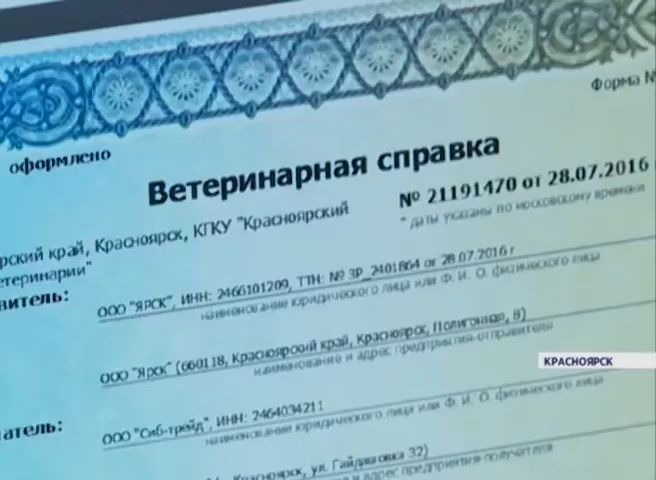 Форма №
оформлено
Ветеринарная справка
№ 21191470 от 28.07.2016
* даты указаны по московскому времени
рский край, Красноярск, КГКУ "Красноярский
етеринарии"
витель:
ООО "ЯРСК", ИНН: 2466101209, ТТН: № ЗР_2401864 от 28.07.2016 г
наименование юридического лица или Ф. И. О. физического лица
ООО "Ярск" (660118, Красноярский край, Красноярск, Полигонная, 8)
наименование и адрес предприятия-отправителя
КРАСНОЯРСК
атель:
ООО "Сиб-трейд", ИНН: 2464034211
наименование юридического лица или Ф. И. О. физического лица
Красноярск, ул. Гайдашовка 32)
и адрес предприятия-получателя